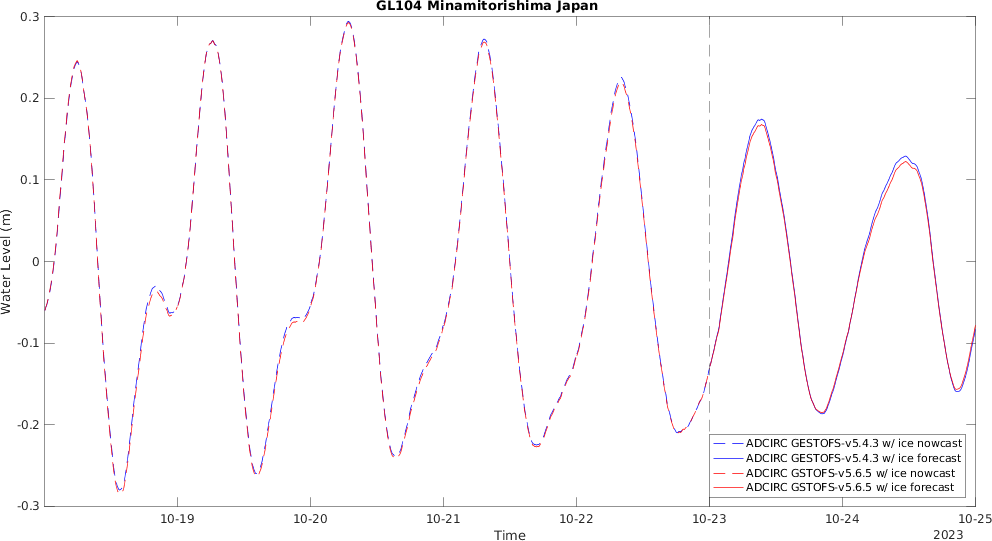 GL104 Minamitorishima Japan
0.3
0.2
0.1
0
-0.1
-0.2
-0.3
Water Level (m)
ADCIRC GESTOFS-v5.4.3 w/ ice nowcast
ADCIRC GESTOFS-v5.4.3 w/ ice forecast
ADCIRC GSTOFS-v5.6.5 w/ ice nowcast
ADCIRC GSTOFS-v5.6.5 w/ ice forecast
10-19 10-20 10-21 10-22 10-23 10-24 10-25
Time
2023